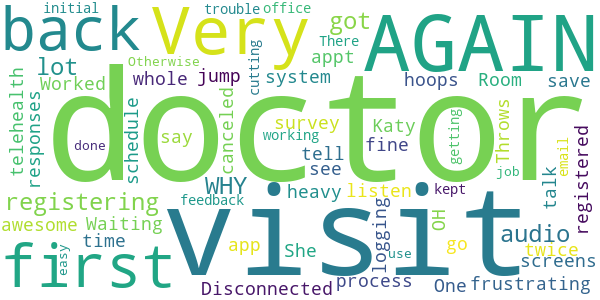 initial
trouble
office
back
Very
got
AGAIN
There
appt
Otherwise
cutting
lot
Worked
whole
jump
system
hoops
Room
save
telehealth
responses
doctor
schedule
done
say
canceled
survey
working
tell
see
Katy
fine
getting
Throws
email
job
registered
registering
WHY
feedback
heavy
listen
kept
talk
awesome
Waiting
visit
logging
OH
audio
first
easy
time
app
She
use
go
twice
screens
Disconnected
process
One
frustrating